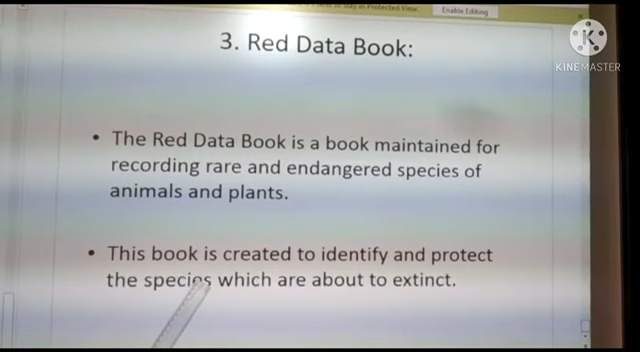 Enable Editing
3. Red Data Book:
K
KINEMASTER
• The Red Data Book is a book maintained for
recording rare and endangered species of
animals and plants.
• This book is created to identify and protect
the species which are about to extinct.